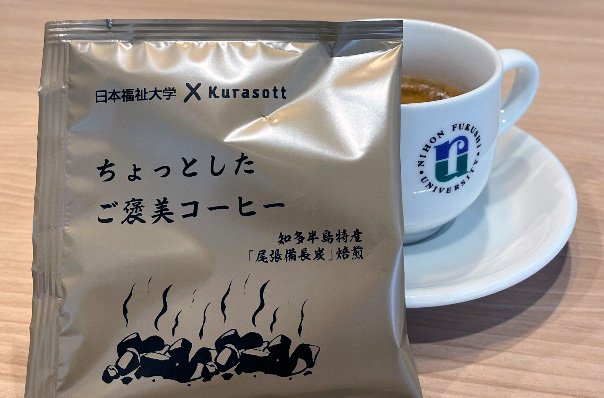 日本福祉大学 X Kurasott
ちょっとした
ご褒美コーヒー
知多半島特産
「尾張備長炭」焙煎
NIHON FUKUSHI
UNIVERSITY